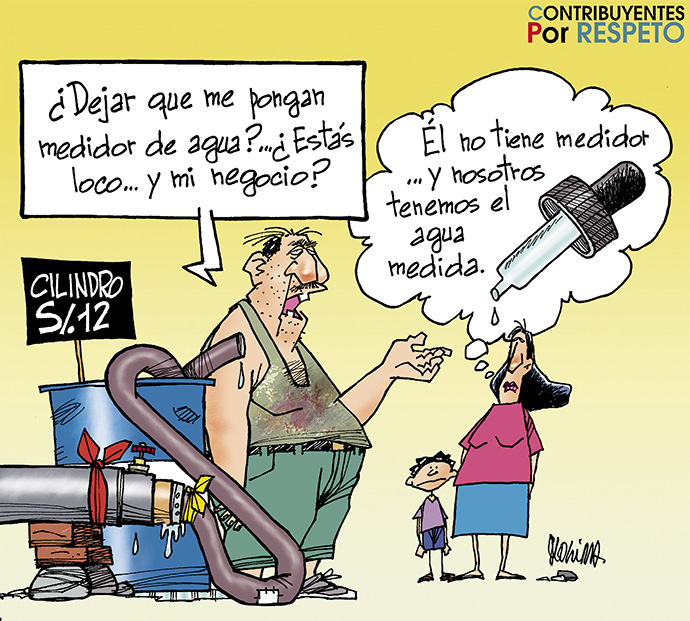 CONTRIBUYENTES
Por RESPETO
¿Dejar que me pongan
medidor de agua?...¿Estás
loco... y mi negocio?
Él no tiene medidor
...y nosotros
tenemos el
agua
medida.
CILINDRO
S/.12